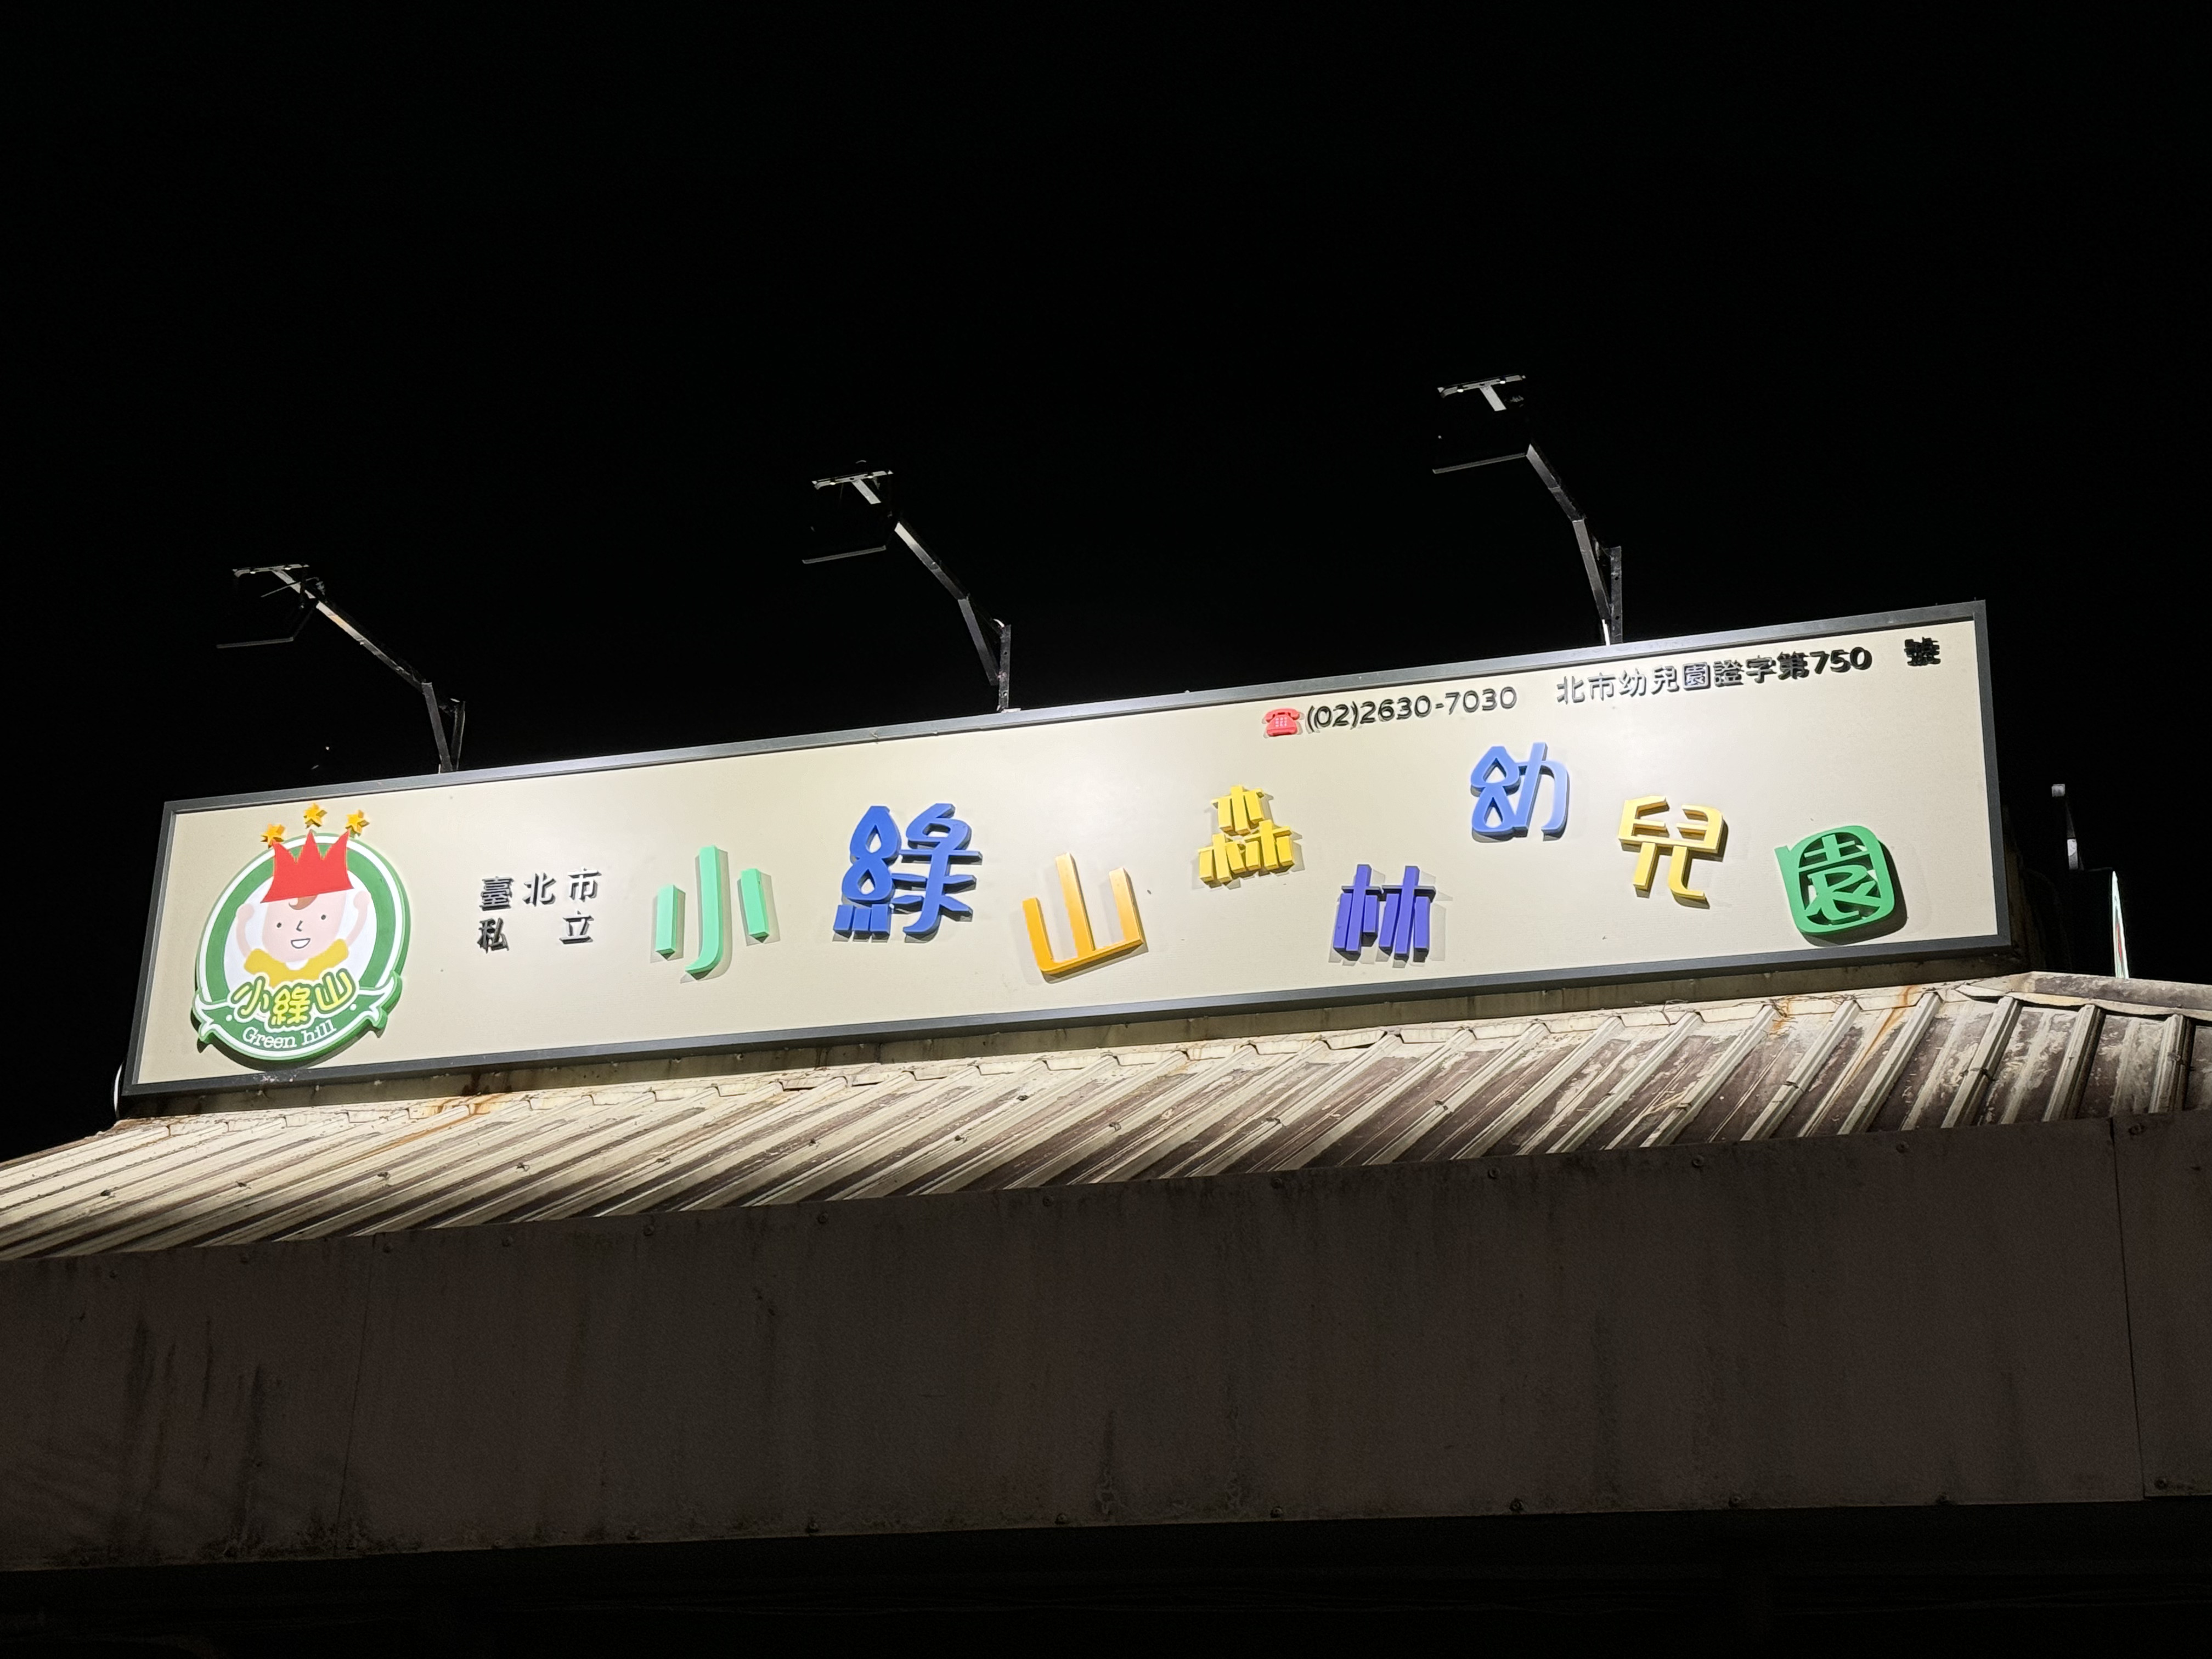 (02)2630-7030 北市幼兒園證字第750 號
臺北市
私立
小綠山森林幼兒園
小綠山
Green hill